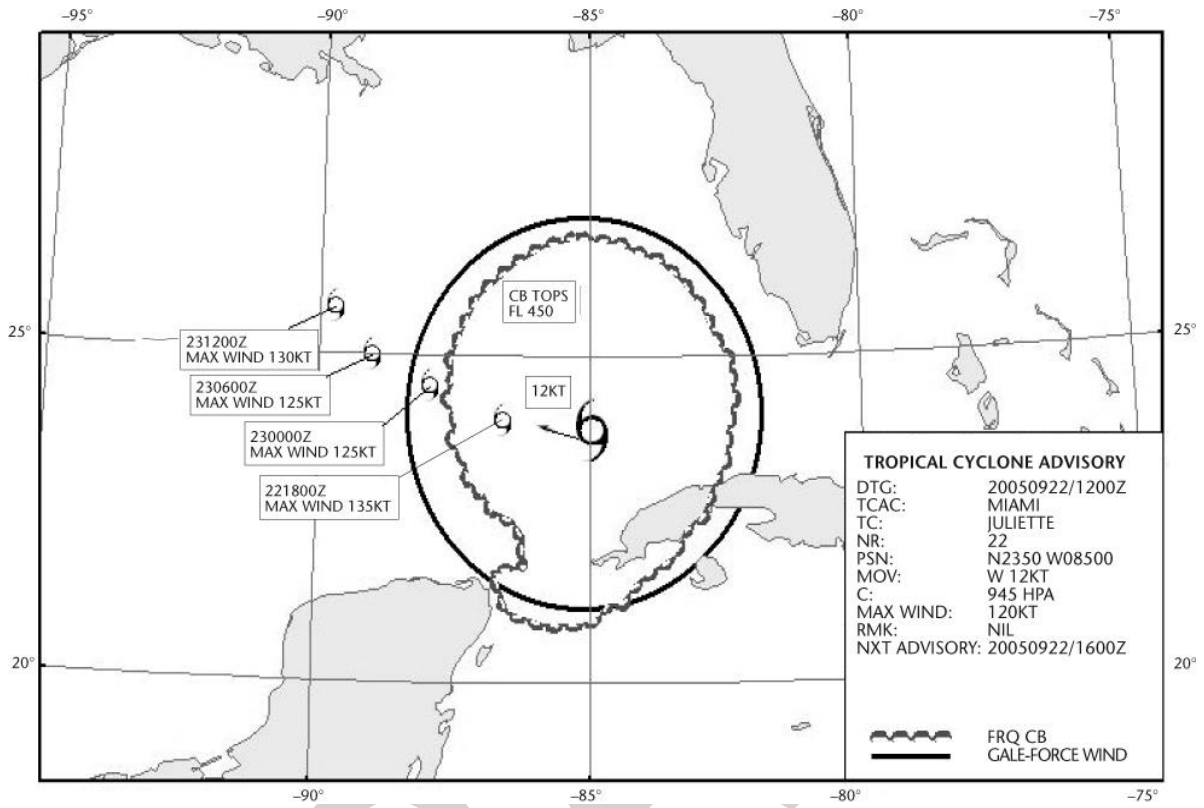 –95° –90° –85° –80° –75°
CB TOPS
FL 450
25° 25°
231200Z
MAX WIND 130KT
230600Z
MAX WIND 125KT
12KT
230000Z
MAX WIND 125KT
221800Z
MAX WIND 135KT
TROPICAL CYCLONE ADVISORY
DTG: 20050922/1200Z
TCAC: MIAMI
TC: JULIETTE
NR: 22
PSN: N2350 W08500
MOV: W 12KT
C: 945 HPA
MAX WIND: 120KT
RMK: NIL
NXT ADVISORY: 20050922/1600Z
20° 20°
FRQ CB
GALE-FORCE WIND
–90° –85° –80° –75°